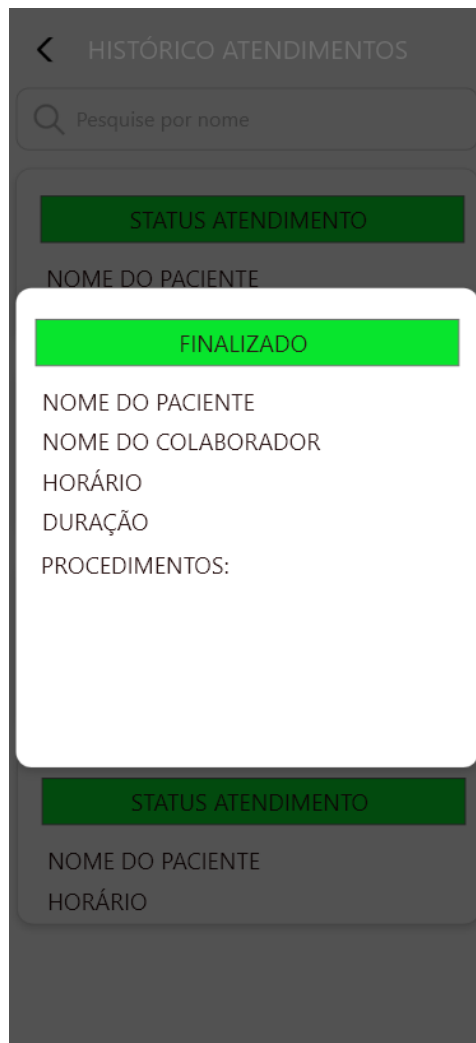 HISTÓRICO ATENDIMENTOS
Pesquise por nome
STATUS ATENDIMENTO
NOME DO PACIENTE
FINALIZADO
NOME DO PACIENTE
NOME DO COLABORADOR
HORÁRIO
DURAÇÃO
PROCEDIMENTOS:
STATUS ATENDIMENTO
NOME DO PACIENTE
HORÁRIO